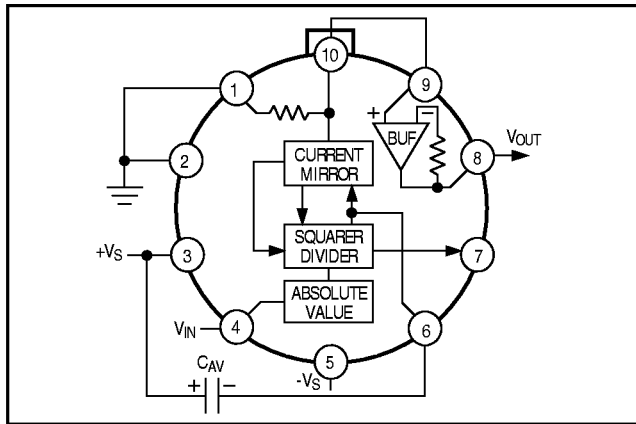 10
1
9
+ −
BUF
8
VOUT
CURRENT
MIRROR
2
SQUARER
DIVIDER
+VS
3
7
ABSOLUTE
VALUE
VIN
4
6
5
CAV
+ −
-VS